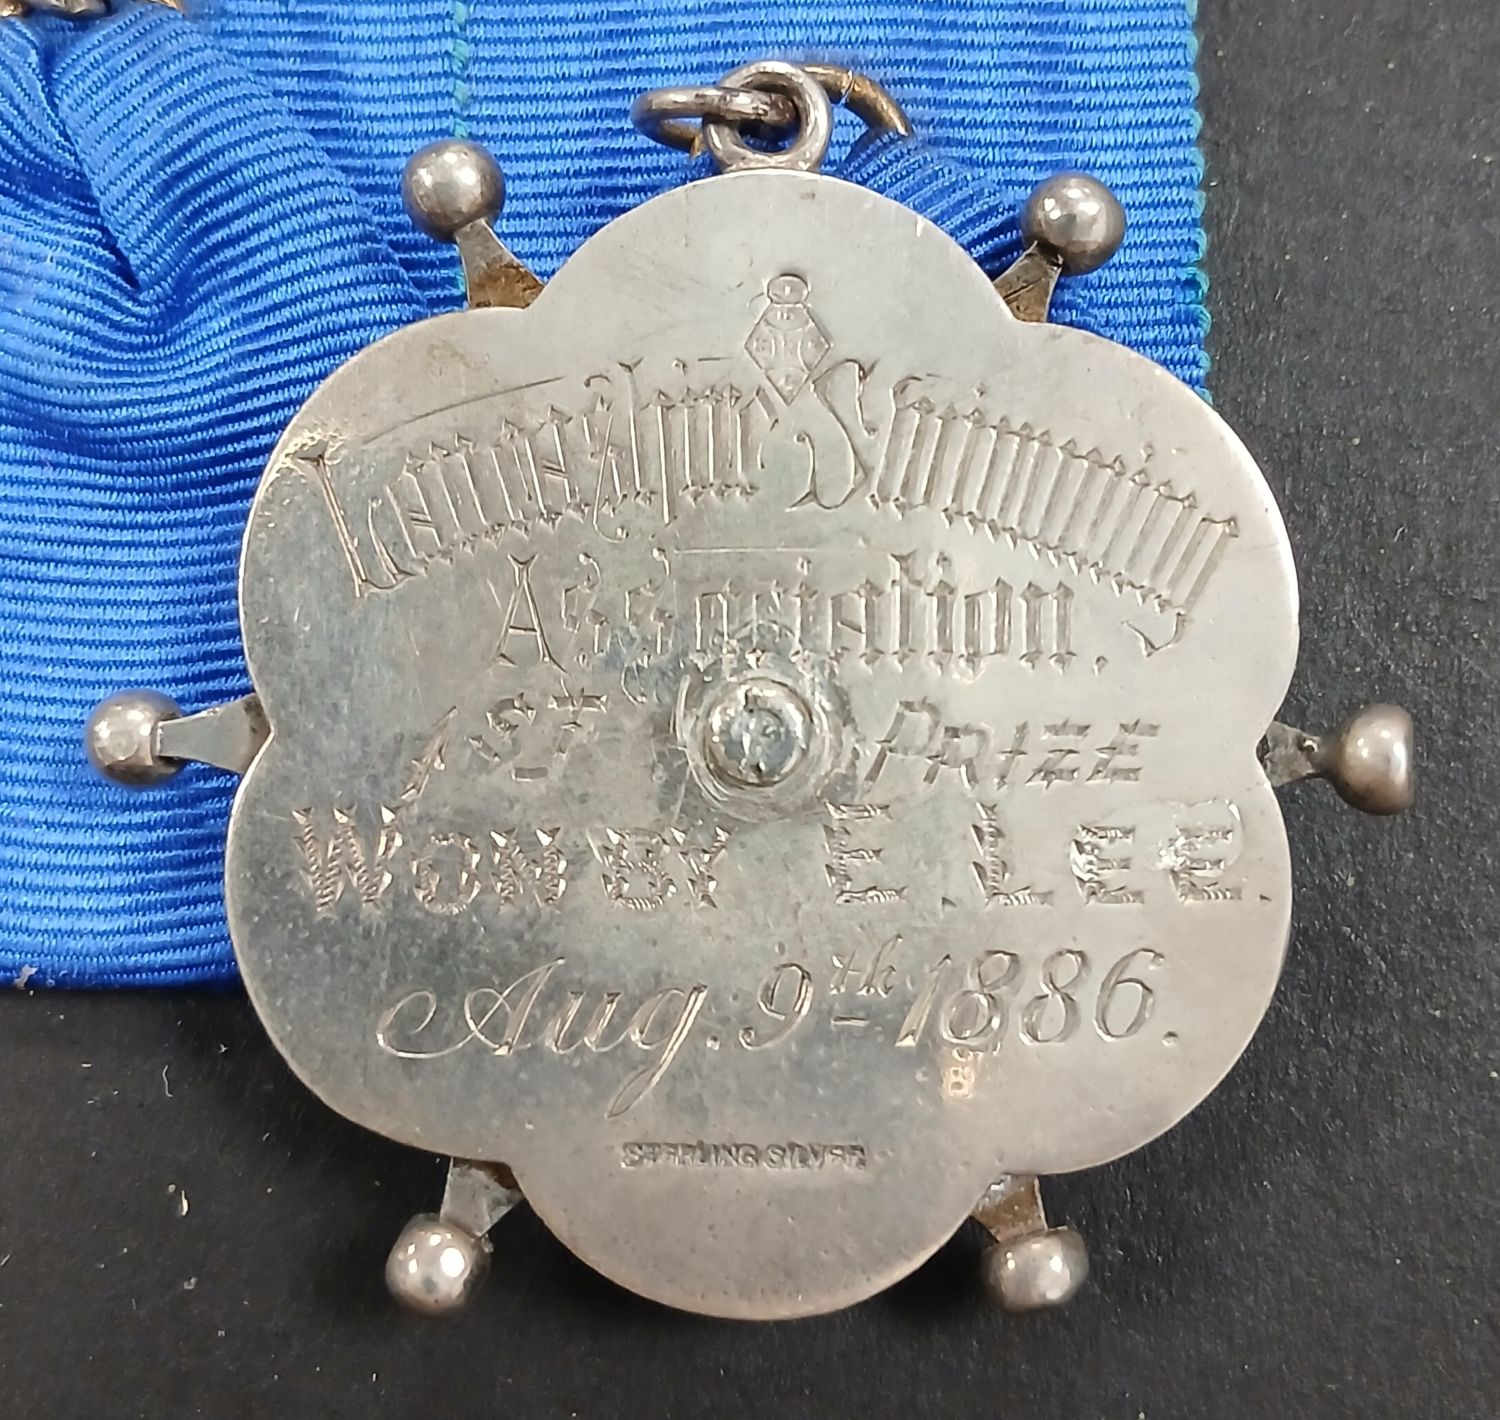 Lancashire Swimming
Association.
1ST PRIZE
WON BY E. LEE.
Aug. 9th 1886.
STERLING SILVER